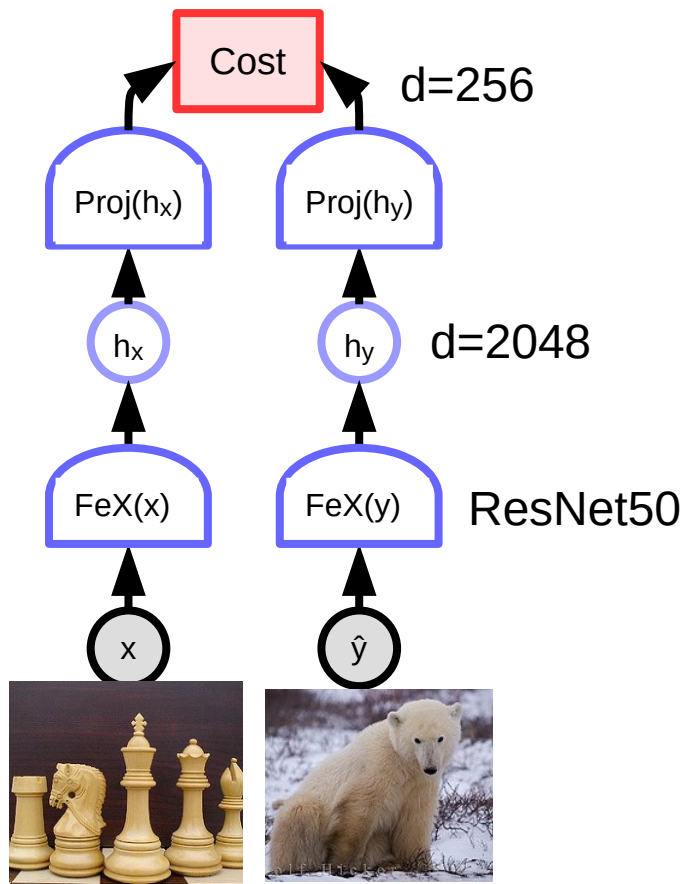 Cost
d=256
Proj(hx) Proj(hy)
hx hy d=2048
FeX(x) FeX(y) ResNet50
x ŷ